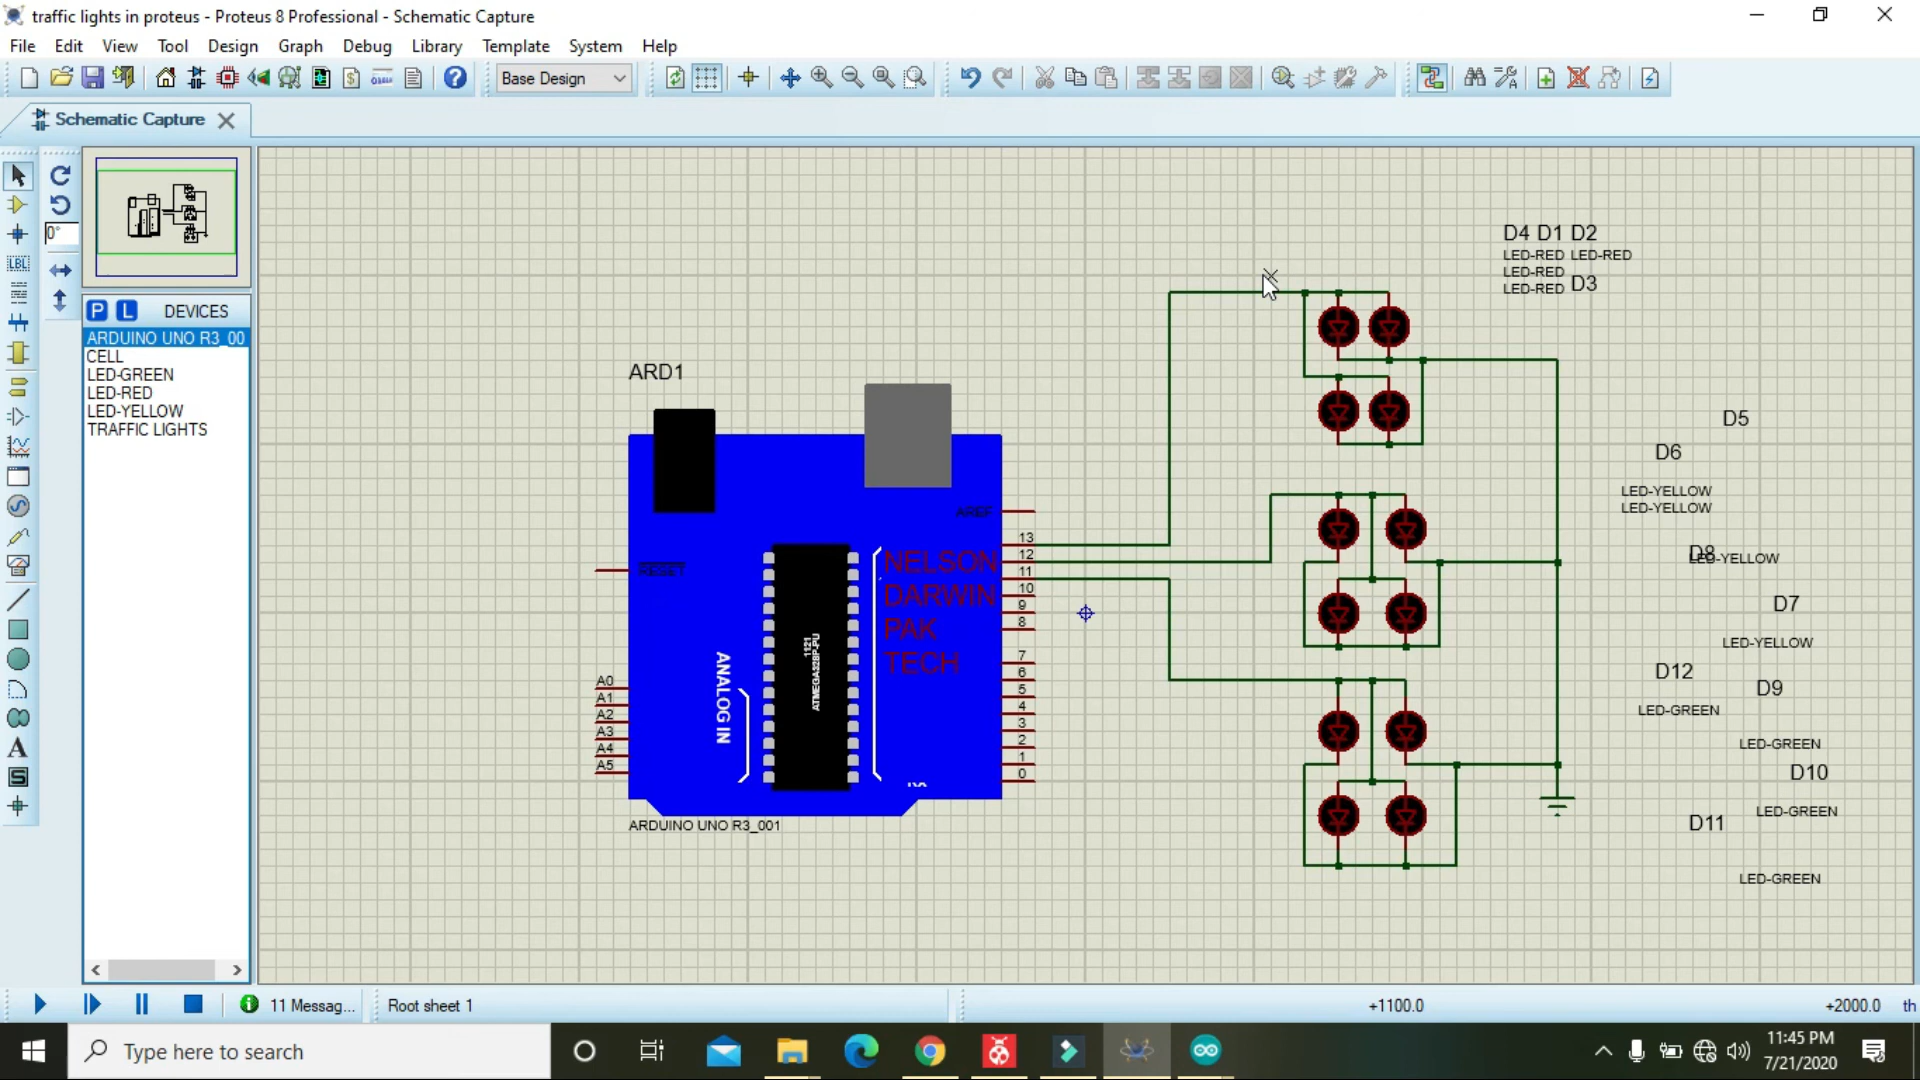 traffic lights in proteus - Proteus 8 Professional - Schematic Capture
File Edit View Tool Design Graph Debug Library Template System Help
Base Design
Schematic Capture
0°
LBL
P L DEVICES
ARDUINO UNO R3_00
CELL
LED-GREEN
LED-RED
LED-YELLOW
TRAFFIC LIGHTS
A
S
ARD1
AREF
RESET
13
12
11
10
9
8
7
6
5
4
3
2
1
0
NELSON
DARWIN
PAK
TECH
1121
ATMEGA328P-PU
ANALOG IN
A0
A1
A2
A3
A4
A5
ARDUINO UNO R3_001
D4 D1 D2
LED-RED LED-RED
LED-RED
LED-RED D3
D5
D6
LED-YELLOW
LED-YELLOW
D8
LED-YELLOW
D7
LED-YELLOW
D12
D9
LED-GREEN
LED-GREEN
D10
LED-GREEN
D11
LED-GREEN
11 Messag... Root sheet 1 +1100.0 +2000.0 th
Type here to search
11:45 PM
7/21/2020